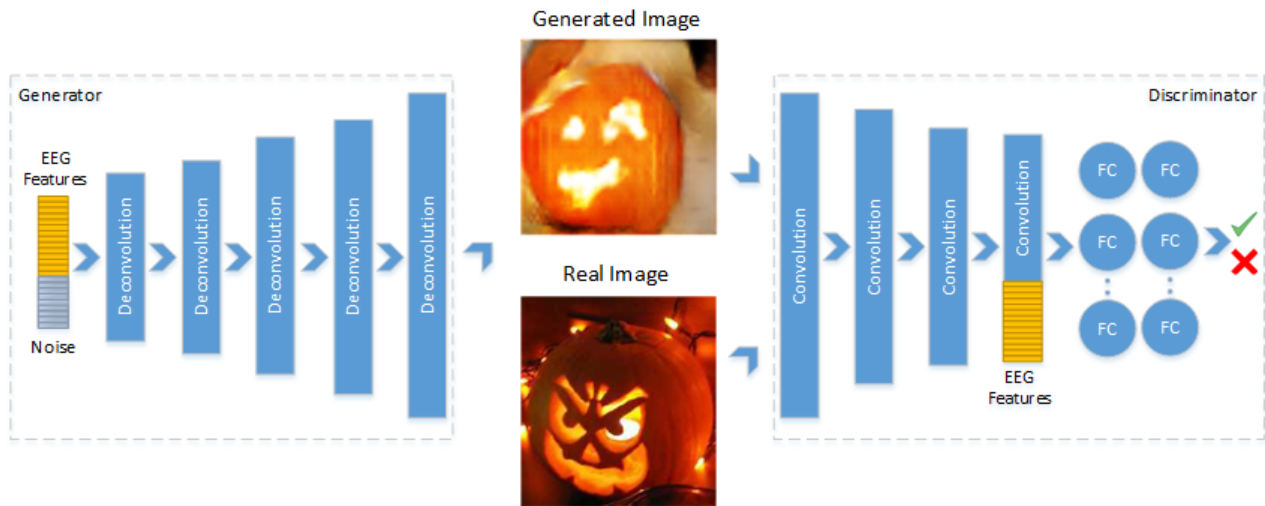 Generated Image
Generator
EEG
Features
Noise
Deconvolution
Deconvolution
Deconvolution
Deconvolution
Deconvolution
Real Image
Discriminator
Convolution
Convolution
Convolution
Convolution
EEG
Features
FC FC
FC FC
FC FC